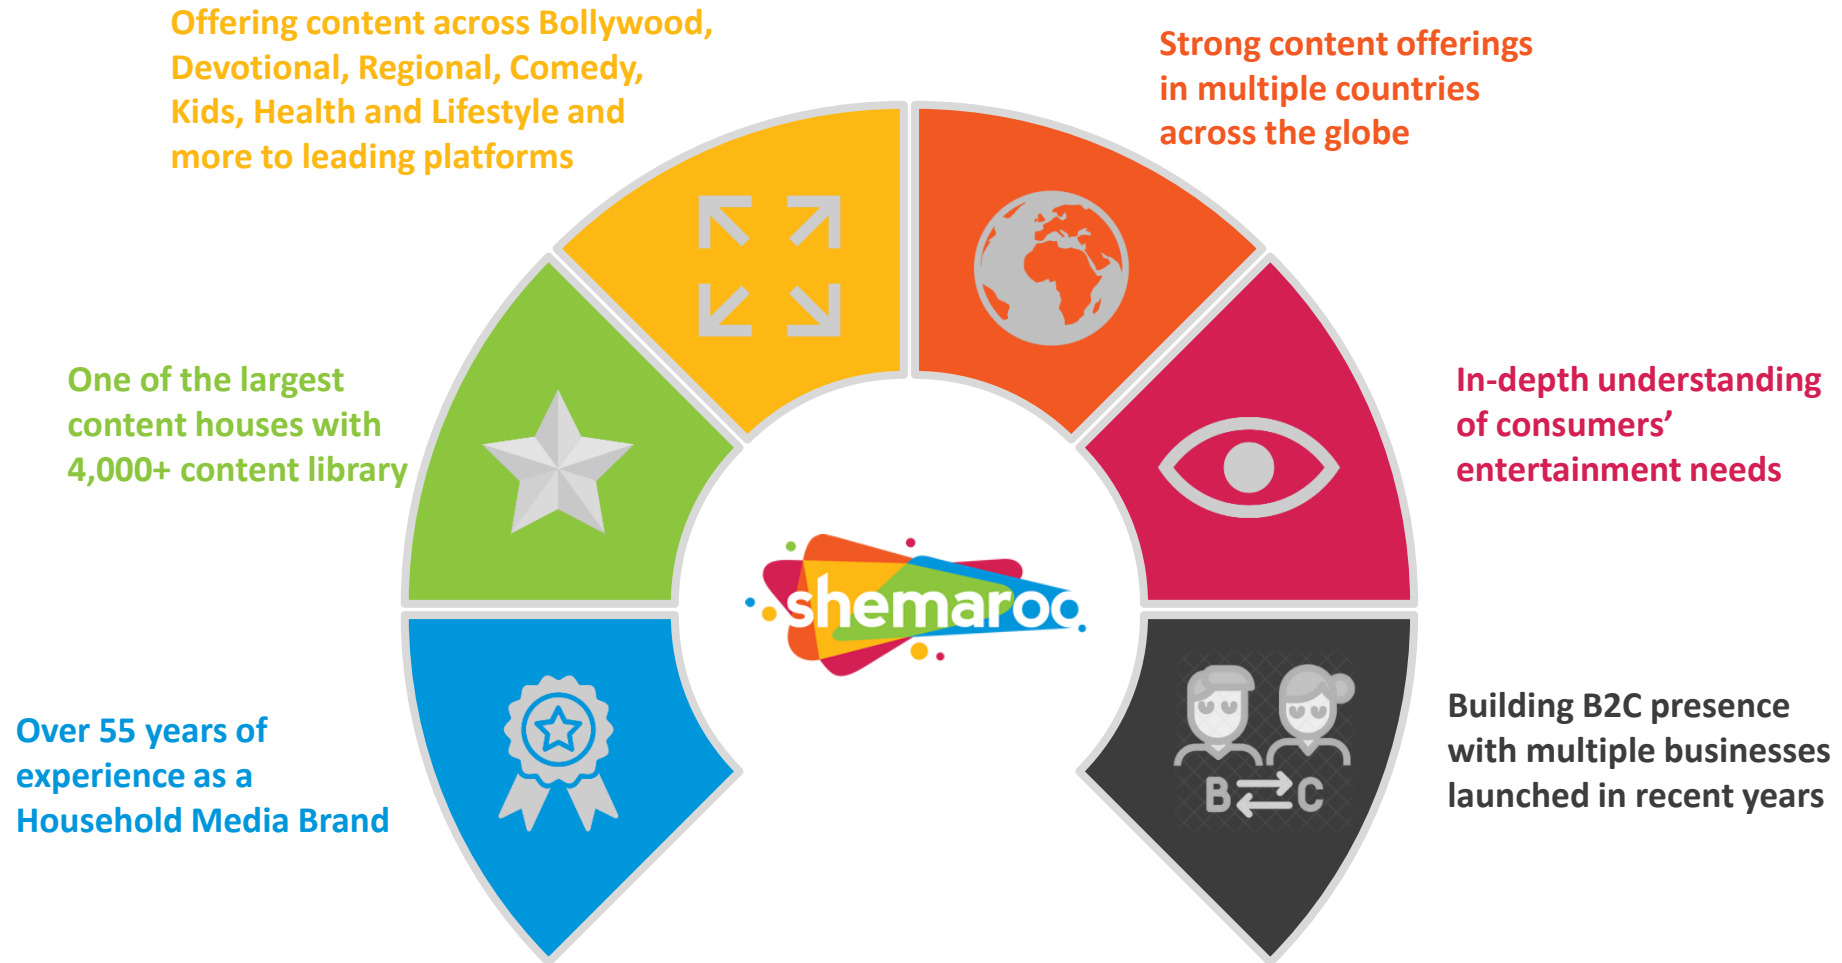 Offering content across Bollywood,
Devotional, Regional, Comedy,
Kids, Health and Lifestyle and
more to leading platforms
Strong content offerings
in multiple countries
across the globe
One of the largest
content houses with
4,000+ content library
In-depth understanding
of consumers’
entertainment needs
shemaroo
Over 55 years of
experience as a
Household Media Brand
B C
Building B2C presence
with multiple businesses
launched in recent years